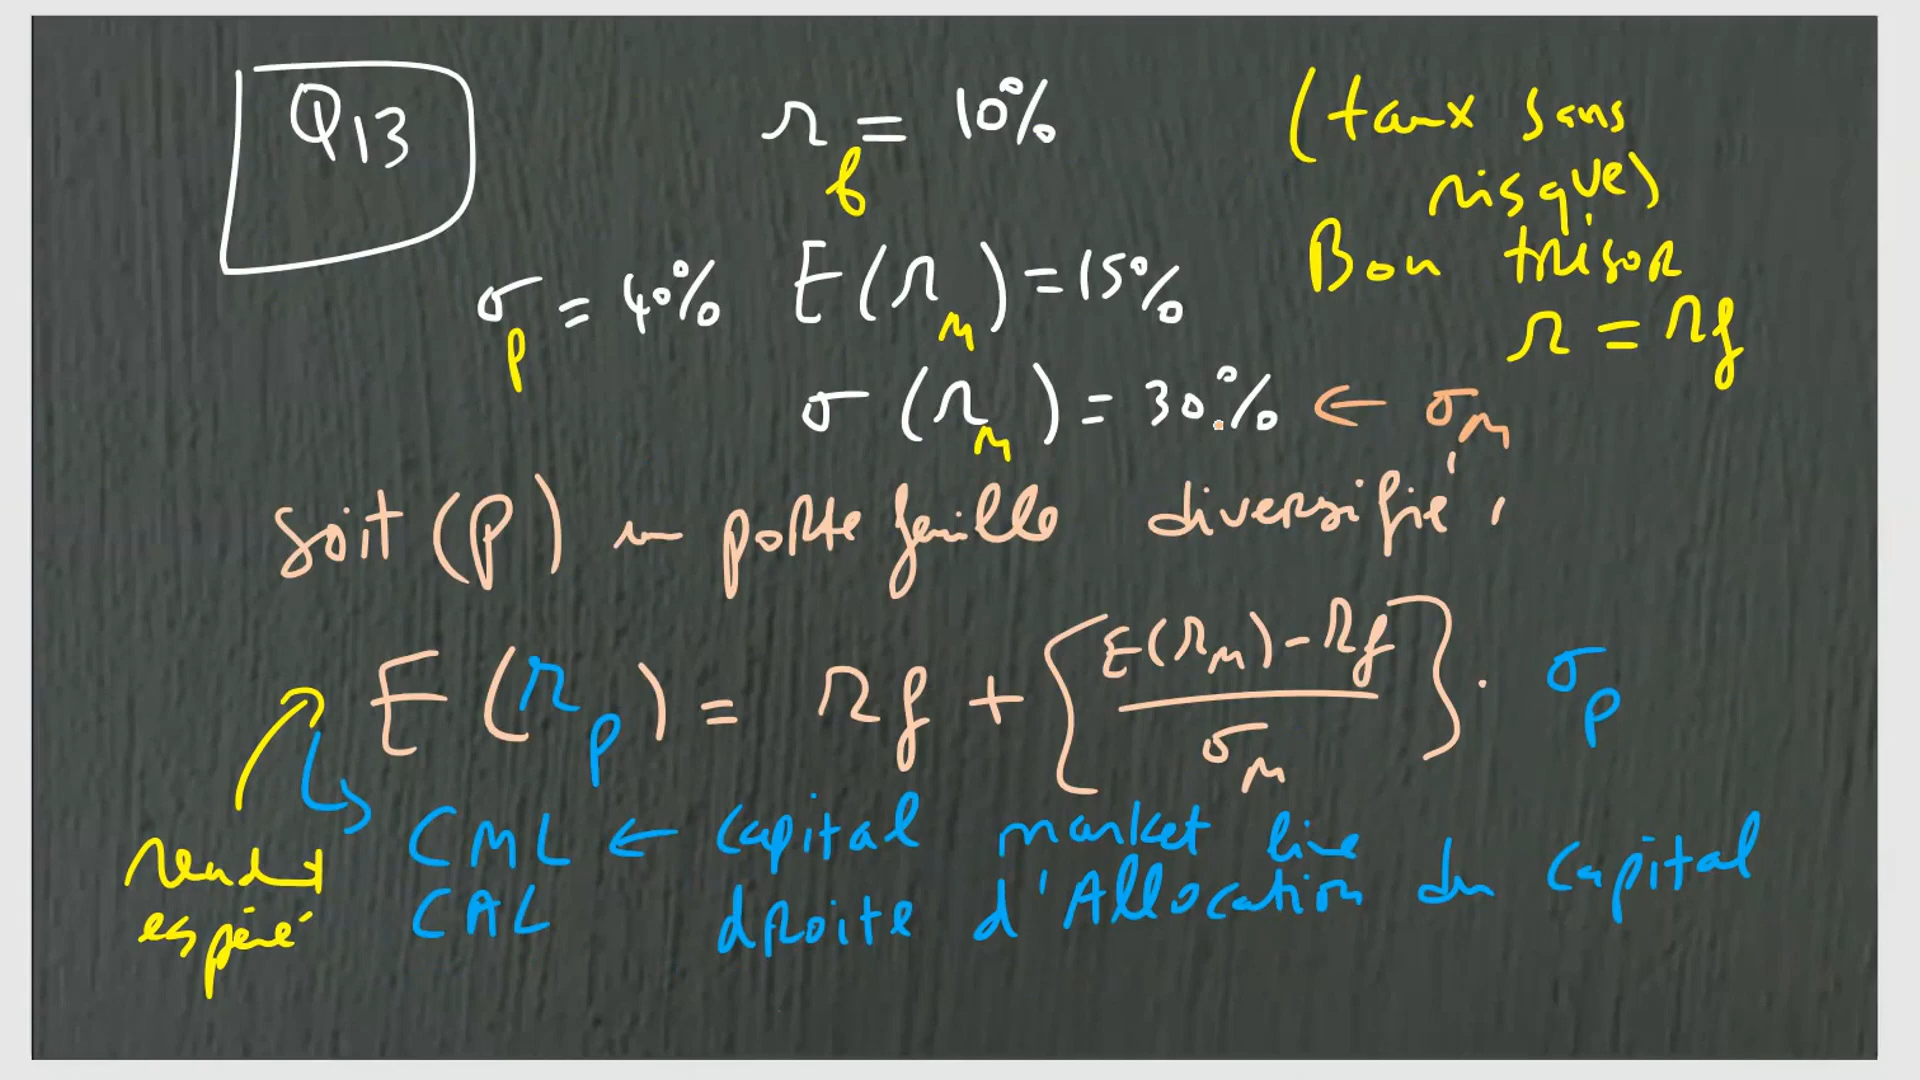 Q13
r_f = 10% (taux sans risque)
Bon trésor
r = rf
σ_p = 40% E(r_M) = 15%
σ(r_M) = 30% ← σ_M
soit (P) un portefeuille diversifié,
E(r_p) = rf + {E(r_M) - rf / σ_M} . σ_p
rendt espéré
CML ← capital market line
CAL droite d'Allocation du capital